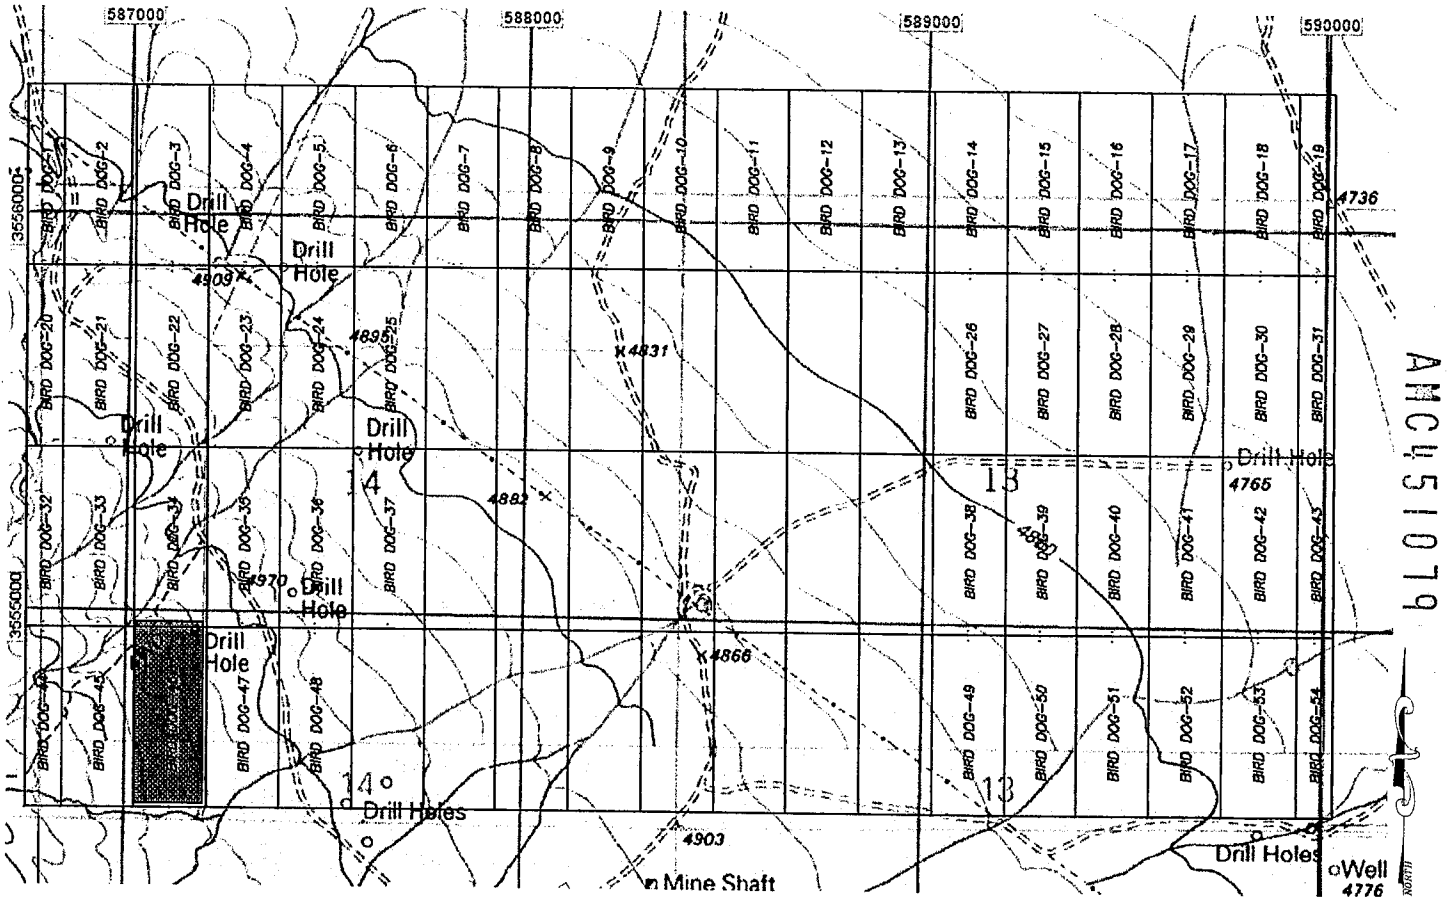 587000
588000
589000
590000
3556000
BIRD DOG-1
BIRD DOG-2
BIRD DOG-3
BIRD DOG-4
BIRD DOG-5
BIRD DOG-6
BIRD DOG-7
BIRD DOG-8
BIRD DOG-9
BIRD DOG-10
BIRD DOG-11
BIRD DOG-12
BIRD DOG-13
BIRD DOG-14
BIRD DOG-15
BIRD DOG-16
BIRD DOG-17
BIRD DOG-18
BIRD DOG-19
4736
Drill
Hole
Drill
Hole
4909
BIRD DOG-20
BIRD DOG-21
BIRD DOG-22
BIRD DOG-23
BIRD DOG-24
BIRD DOG-25
4895
4831
BIRD DOG-26
BIRD DOG-27
BIRD DOG-28
BIRD DOG-29
BIRD DOG-30
BIRD DOG-31
AMC451079
Drill
Hole
Drill
Hole
14
4882
13
Drill Hole
4765
3555000
BIRD DOG-32
BIRD DOG-33
BIRD DOG-34
BIRD DOG-35
BIRD DOG-36
BIRD DOG-37
BIRD DOG-38
BIRD DOG-39
BIRD DOG-40
BIRD DOG-41
BIRD DOG-42
BIRD DOG-43
4970
Drill
Hole
Drill
Hole
4866
BIRD DOG-44
BIRD DOG-45
BIRD DOG-47
BIRD DOG-48
BIRD DOG-49
BIRD DOG-50
BIRD DOG-51
BIRD DOG-52
BIRD DOG-53
BIRD DOG-54
14
13
Drill Holes
4903
Mine Shaft
Drill Holes
Well
4776
NORTH